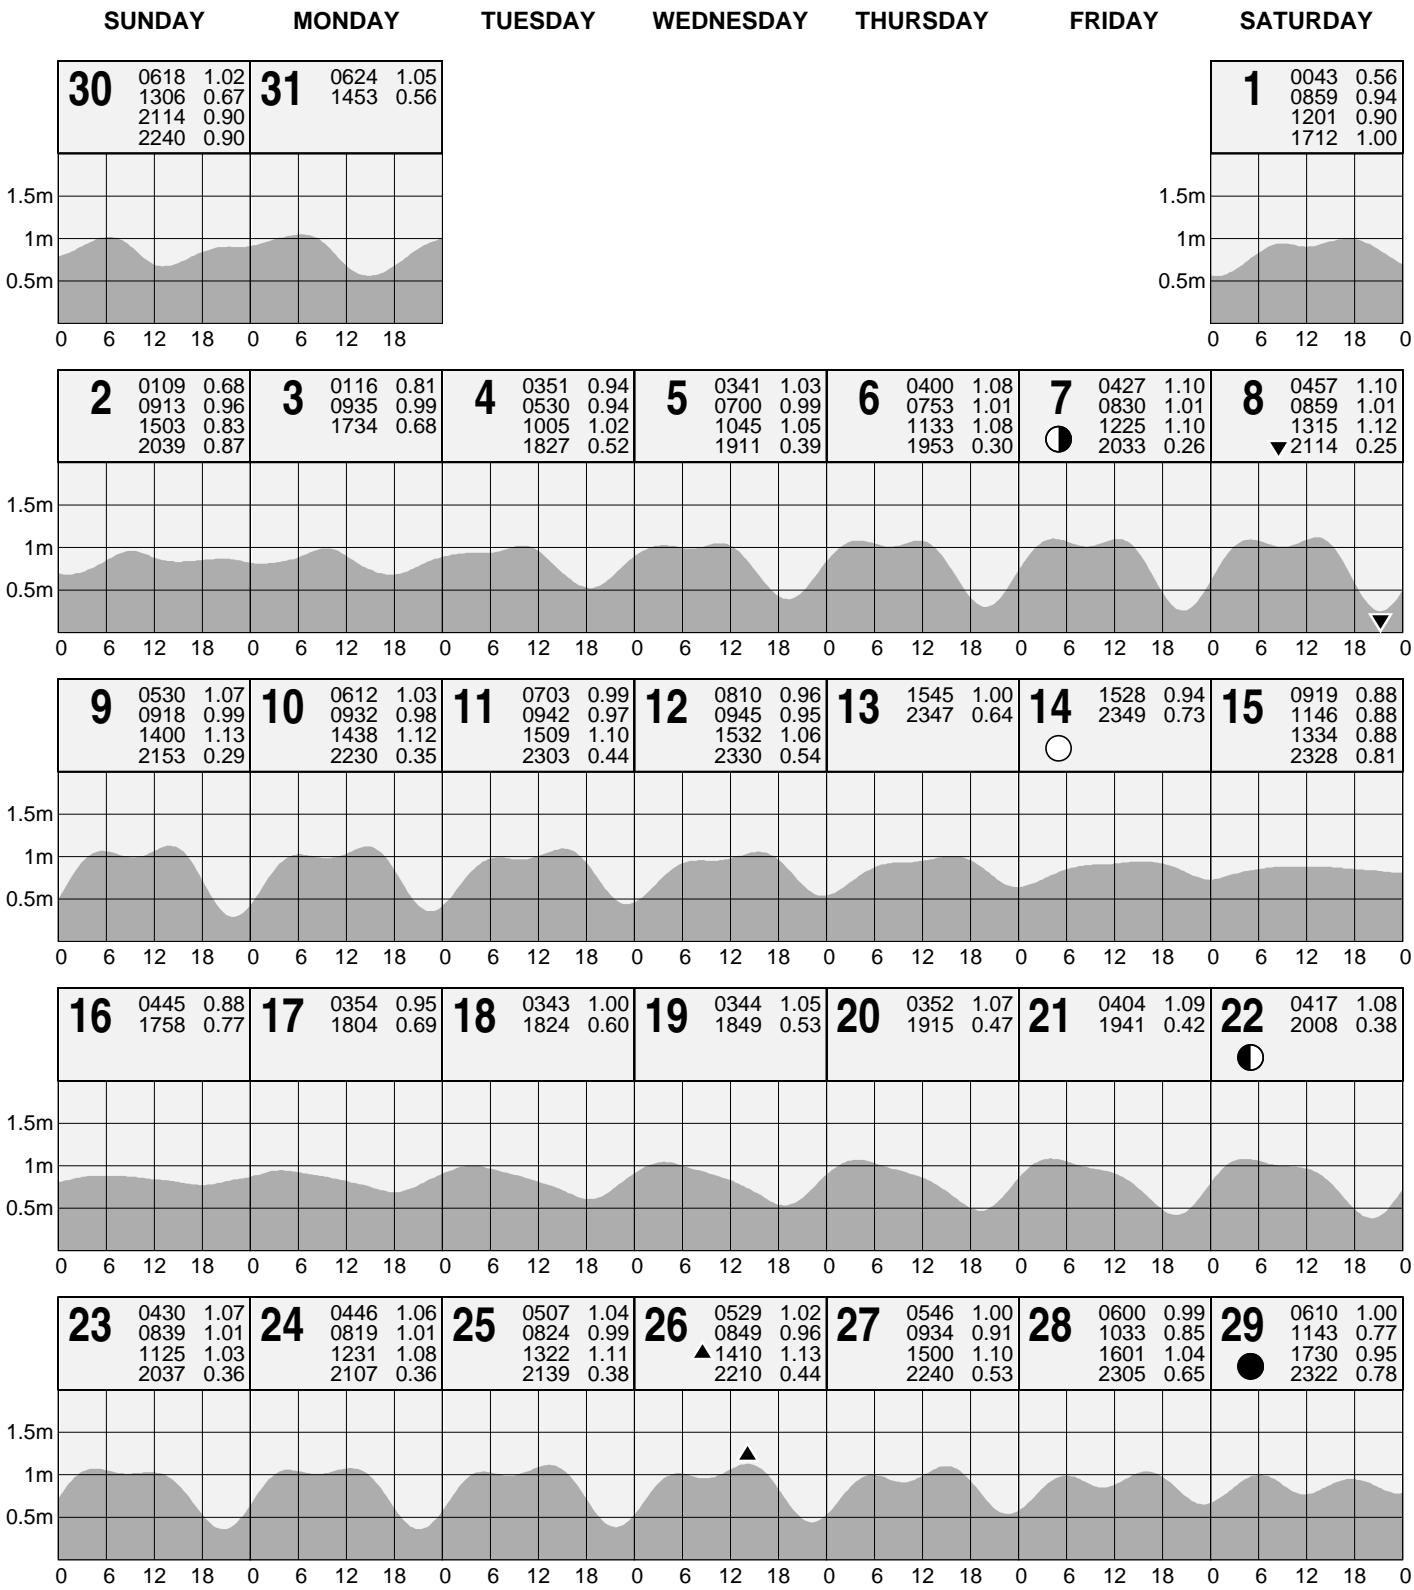 SUNDAY MONDAY TUESDAY WEDNESDAY THURSDAY FRIDAY SATURDAY
30 0618 1.02 31 0624 1.05 1 0043 0.56
1306 0.67 1453 0.56 0859 0.94
2114 0.90 1201 0.90
2240 0.90 1712 1.00
1.5m 1.5m
1m 1m
0.5m 0.5m
0 6 12 18 0 6 12 18 0 6 12 18 0
2 0109 0.68 3 0116 0.81 4 0351 0.94 5 0341 1.03 6 0400 1.08 7 0427 1.10 8 0457 1.10
0913 0.96 0935 0.99 0530 0.94 0700 0.99 0753 1.01 0830 1.01 0859 1.01
1503 0.83 1734 0.68 1005 1.02 1045 1.05 1133 1.08 1225 1.10 1315 1.12
2039 0.87 1827 0.52 1911 0.39 1953 0.30 2033 0.26 2114 0.25
1.5m
1m
0.5m
0 6 12 18 0 6 12 18 0 6 12 18 0 6 12 18 0 6 12 18 0 6 12 18 0 6 12 18 0
9 0530 1.07 10 0612 1.03 11 0703 0.99 12 0810 0.96 13 1545 1.00 14 1528 0.94 15 0919 0.88
0918 0.99 0932 0.98 0942 0.97 0945 0.95 2347 0.64 2349 0.73 1146 0.88
1400 1.13 1438 1.12 1509 1.10 1532 1.06 1334 0.88
2153 0.29 2230 0.35 2303 0.44 2330 0.54 2328 0.81
1.5m
1m
0.5m
0 6 12 18 0 6 12 18 0 6 12 18 0 6 12 18 0 6 12 18 0 6 12 18 0 6 12 18 0
16 0445 0.88 17 0354 0.95 18 0343 1.00 19 0344 1.05 20 0352 1.07 21 0404 1.09 22 0417 1.08
1758 0.77 1804 0.69 1824 0.60 1849 0.53 1915 0.47 1941 0.42 2008 0.38
1.5m
1m
0.5m
0 6 12 18 0 6 12 18 0 6 12 18 0 6 12 18 0 6 12 18 0 6 12 18 0 6 12 18 0
23 0430 1.07 24 0446 1.06 25 0507 1.04 26 0529 1.02 27 0546 1.00 28 0600 0.99 29 0610 1.00
0839 1.01 0819 1.01 0824 0.99 0849 0.96 0934 0.91 1033 0.85 1143 0.77
1125 1.03 1231 1.08 1322 1.11 1410 1.13 1500 1.10 1601 1.04 1730 0.95
2037 0.36 2107 0.36 2139 0.38 2210 0.44 2240 0.53 2305 0.65 2322 0.78
1.5m
1m
0.5m
0 6 12 18 0 6 12 18 0 6 12 18 0 6 12 18 0 6 12 18 0 6 12 18 0 6 12 18 0